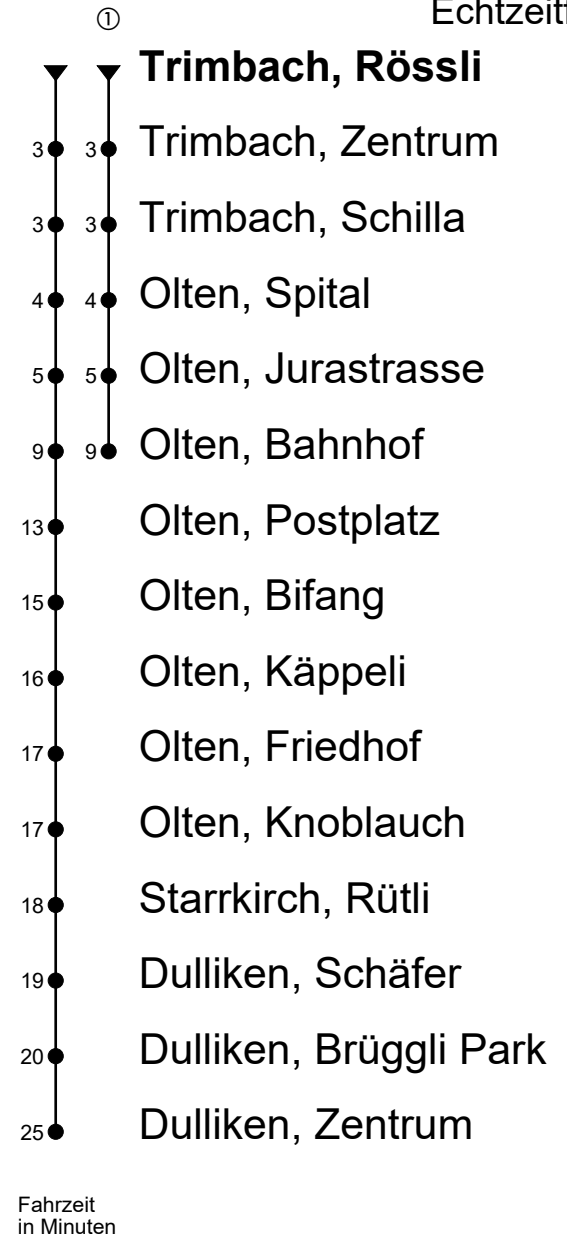 ① Echtzeit
Trimbach, Rössli
3 3 Trimbach, Zentrum
3 3 Trimbach, Schilla
4 4 Olten, Spital
5 5 Olten, Jurastrasse
9 9 Olten, Bahnhof
13 Olten, Postplatz
15 Olten, Bifang
16 Olten, Käppeli
17 Olten, Friedhof
17 Olten, Knoblauch
18 Starrkirch, Rütli
19 Dulliken, Schäfer
20 Dulliken, Brüggli Park
25 Dulliken, Zentrum
Fahrzeit
in Minuten